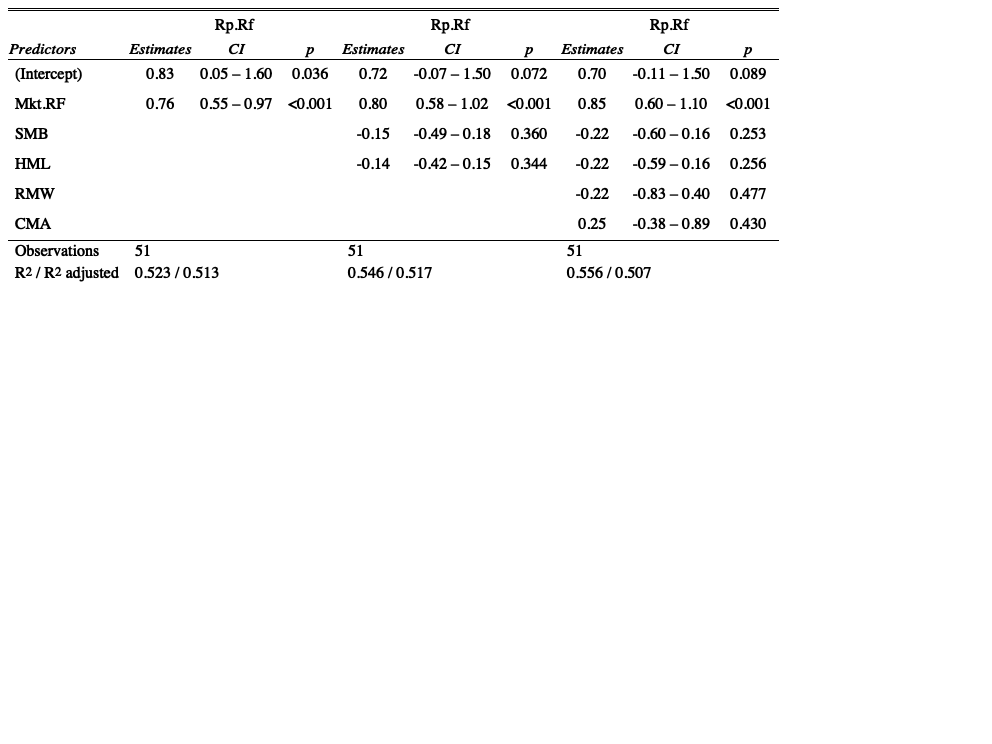 Rp.Rf Rp.Rf Rp.Rf
Predictors Estimates CI p Estimates CI p Estimates CI p
(Intercept) 0.83 0.05 – 1.60 0.036 0.72 -0.07 – 1.50 0.072 0.70 -0.11 – 1.50 0.089
Mkt.RF 0.76 0.55 – 0.97 <0.001 0.80 0.58 – 1.02 <0.001 0.85 0.60 – 1.10 <0.001
SMB -0.15 -0.49 – 0.18 0.360 -0.22 -0.60 – 0.16 0.253
HML -0.14 -0.42 – 0.15 0.344 -0.22 -0.59 – 0.16 0.256
RMW -0.22 -0.83 – 0.40 0.477
CMA 0.25 -0.38 – 0.89 0.430
Observations 51 51 51
R2 / R2 adjusted 0.523 / 0.513 0.546 / 0.517 0.556 / 0.507